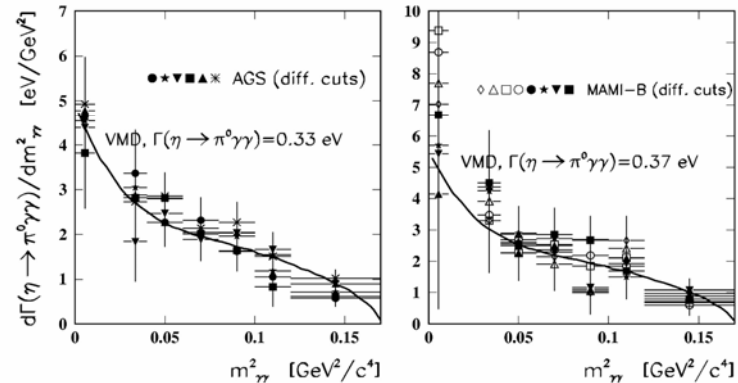 dΓ(η → π⁰γγ)/dm²γγ [eV/GeV²]
7
6
5
4
3
2
1
0
●★▼■▲✳ AGS (diff. cuts)
VMD, Γ(η → π⁰γγ)=0.33 eV
0 0.05 0.1 0.15
m²γγ [GeV²/c⁴]
10
9
8
7
6
5
4
3
2
1
0
◊△□○●★▼■ MAMI-B (diff. cuts)
VMD, Γ(η → π⁰γγ)=0.37 eV
0 0.05 0.1 0.15
m²γγ [GeV²/c⁴]